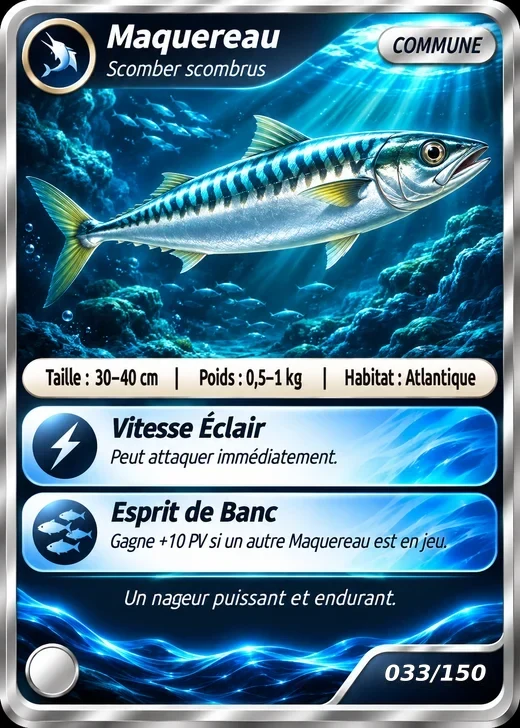 Maquereau
Scomber scombrus
COMMUNE
Taille : 30–40 cm | Poids : 0,5–1 kg | Habitat : Atlantique
Vitesse Éclair
Peut attaquer immédiatement.
Esprit de Banc
Gagne +10 PV si un autre Maquereau est en jeu.
Un nageur puissant et endurant.
033/150